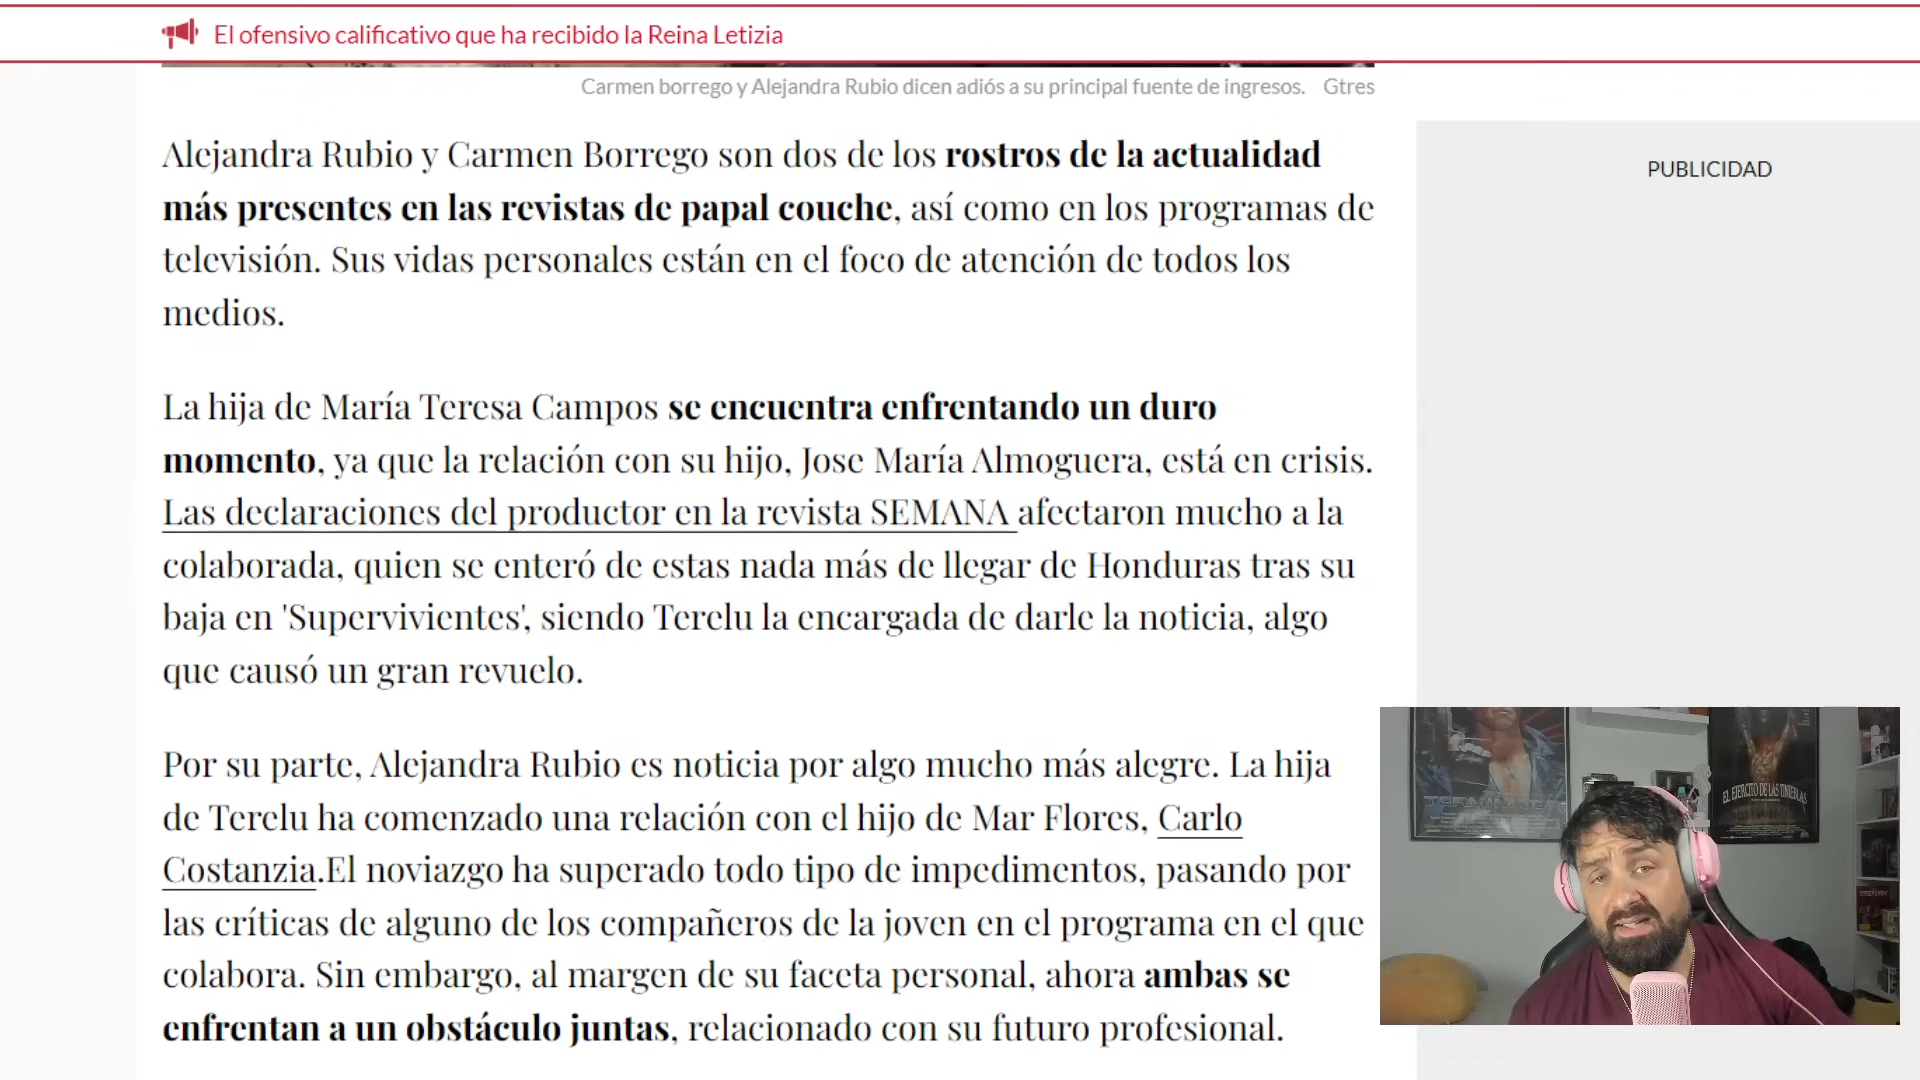 El ofensivo calificativo que ha recibido la Reina Letizia
Carmen borrego y Alejandra Rubio dicen adiós a su principal fuente de ingresos. Gtres
Alejandra Rubio y Carmen Borrego son dos de los rostros de la actualidad
más presentes en las revistas de papal couche, así como en los programas de
televisión. Sus vidas personales están en el foco de atención de todos los
medios.
PUBLICIDAD
La hija de María Teresa Campos se encuentra enfrentando un duro
momento, ya que la relación con su hijo, Jose María Almoguera, está en crisis.
Las declaraciones del productor en la revista SEMANA afectaron mucho a la
colaborada, quien se enteró de estas nada más de llegar de Honduras tras su
baja en 'Supervivientes', siendo Terelu la encargada de darle la noticia, algo
que causó un gran revuelo.
Por su parte, Alejandra Rubio es noticia por algo mucho más alegre. La hija
de Terelu ha comenzado una relación con el hijo de Mar Flores, Carlo
Costanzia.El noviazgo ha superado todo tipo de impedimentos, pasando por
las críticas de alguno de los compañeros de la joven en el programa en el que
colabora. Sin embargo, al margen de su faceta personal, ahora ambas se
enfrentan a un obstáculo juntas, relacionado con su futuro profesional.
EL EJERCITO DE LAS TINIEBLAS